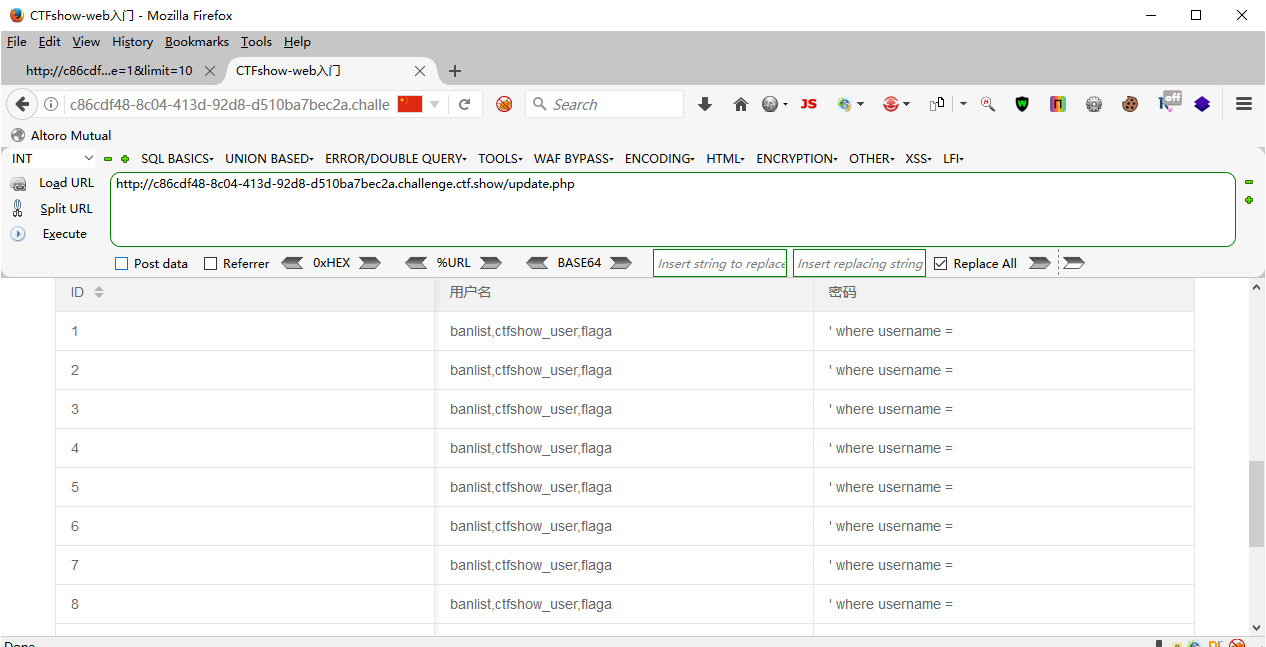 CTFshow-web入门 - Mozilla Firefox
File Edit View History Bookmarks Tools Help
http://c86cdf...e=1&limit=10 CTFshow-web入门
c86cdf48-8c04-413d-92d8-d510ba7bec2a.challe Search JS off
Altoro Mutual
INT SQL BASICS UNION BASED ERROR/DOUBLE QUERY TOOLS WAF BYPASS ENCODING HTML ENCRYPTION OTHER XSS LFI
Load URL http://c86cdf48-8c04-413d-92d8-d510ba7bec2a.challenge.ctf.show/update.php
Split URL
Execute
Post data Referrer 0xHEX %URL BASE64 Insert string to replace Insert replacing string Replace All
ID 用户名 密码
1 banlist,ctfshow_user,flaga ' where username =
2 banlist,ctfshow_user,flaga ' where username =
3 banlist,ctfshow_user,flaga ' where username =
4 banlist,ctfshow_user,flaga ' where username =
5 banlist,ctfshow_user,flaga ' where username =
6 banlist,ctfshow_user,flaga ' where username =
7 banlist,ctfshow_user,flaga ' where username =
8 banlist,ctfshow_user,flaga ' where username =
Done